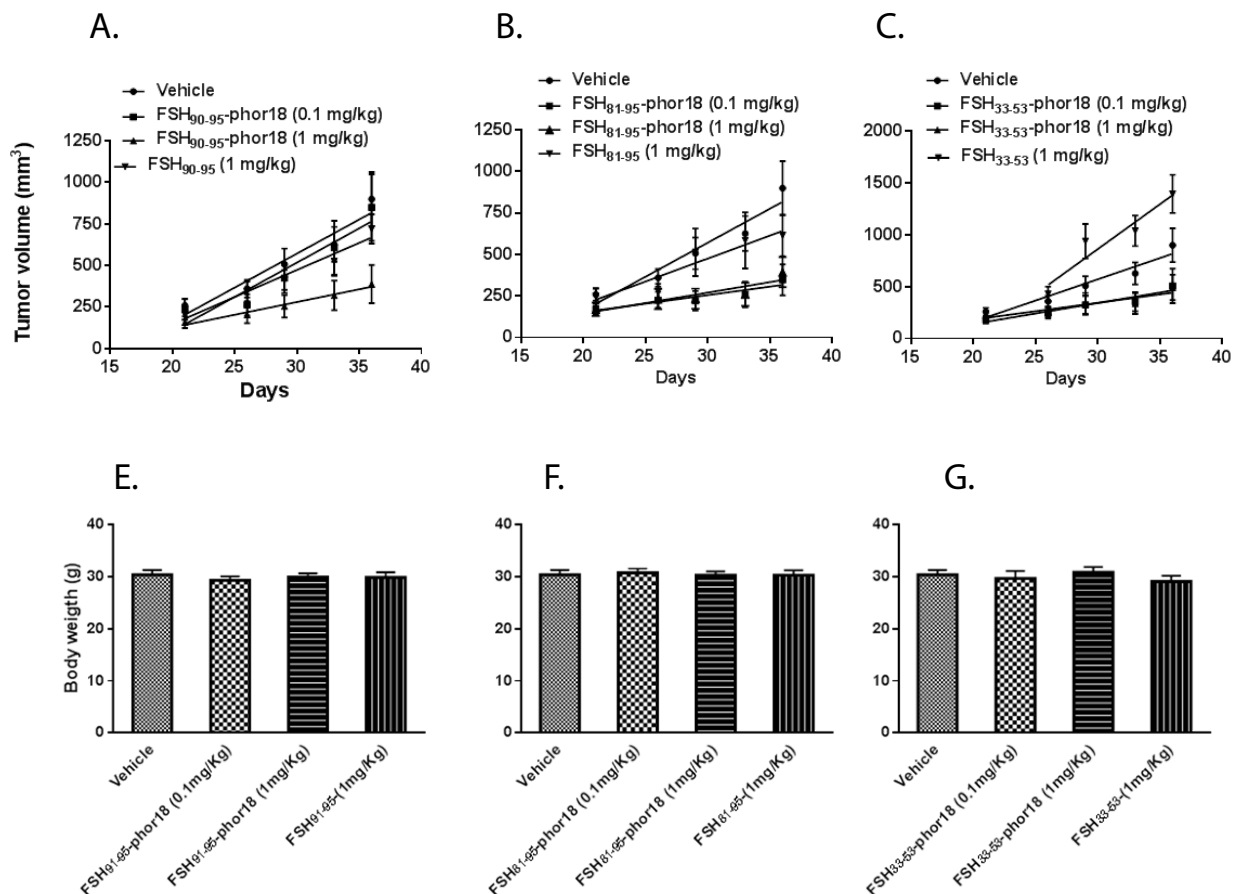 A.
Vehicle
FSH90-95-phor18 (0.1 mg/kg)
FSH90-95-phor18 (1 mg/kg)
FSH90-95 (1 mg/kg)
Tumor volume (mm3)
1250
1000
750
500
250
0
15 20 25 30 35 40
Days
B.
Vehicle
FSH81-95-phor18 (0.1 mg/kg)
FSH81-95-phor18 (1 mg/kg)
FSH81-95 (1 mg/kg)
1250
1000
750
500
250
0
15 20 25 30 35 40
Days
C.
Vehicle
FSH33-53-phor18 (0.1 mg/kg)
FSH33-53-phor18 (1 mg/kg)
FSH33-53 (1 mg/kg)
2000
1500
1000
500
0
15 20 25 30 35 40
Days
E.
Body weigth (g)
40
30
20
10
0
Vehicle
FSH91-95-phor18 (0.1mg/Kg)
FSH91-95-phor18 (1mg/Kg)
FSH91-95-(1mg/Kg)
F.
40
30
20
10
0
Vehicle
FSH81-95-phor18 (0.1mg/Kg)
FSH81-95-phor18 (1mg/Kg)
FSH81-95-(1mg/Kg)
G.
40
30
20
10
0
Vehicle
FSH33-53-phor18 (0.1mg/Kg)
FSH33-53-phor18 (1mg/Kg)
FSH33-53-(1mg/Kg)